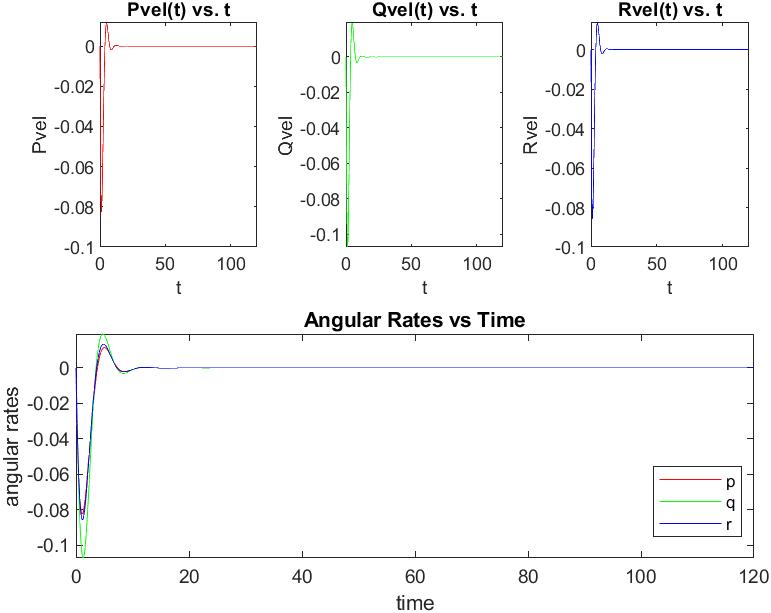 Pvel(t) vs. t
Qvel(t) vs. t
Rvel(t) vs. t
Pvel
0
-0.02
-0.04
-0.06
-0.08
-0.1
0
50
100
t
Qvel
0
-0.02
-0.04
-0.06
-0.08
-0.1
0
50
100
t
Rvel
0
-0.02
-0.04
-0.06
-0.08
-0.1
0
50
100
t
Angular Rates vs Time
angular rates
0
-0.02
-0.04
-0.06
-0.08
-0.1
p
q
r
0
20
40
60
80
100
120
time